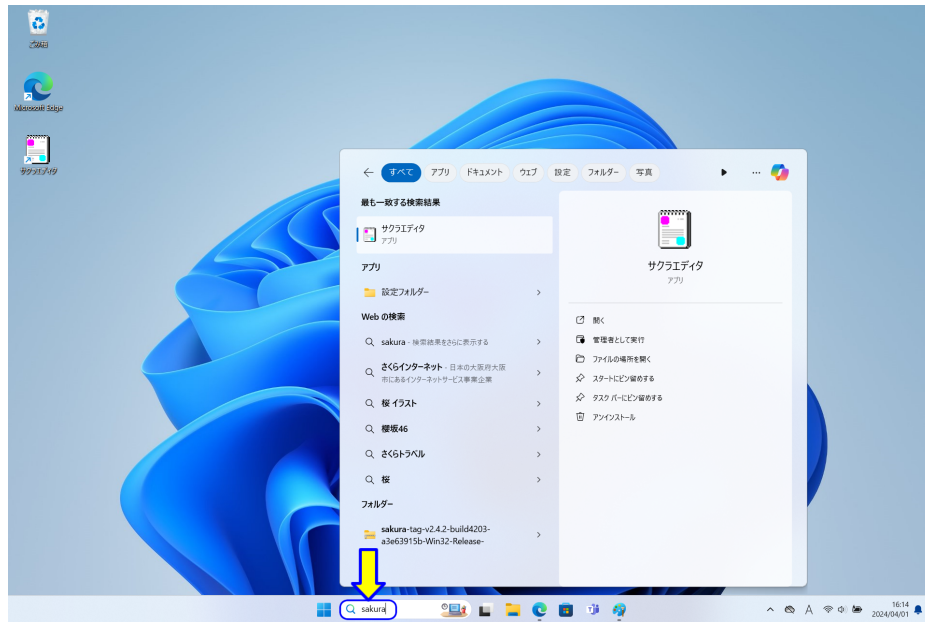 ごみ箱
Microsoft Edge
サクラエディタ
すべて アプリ ドキュメント ウェブ 設定 フォルダー 写真
最も一致する検索結果
サクラエディタ
アプリ
アプリ
設定フォルダー
Web の検索
sakura - 検索結果をさらに表示する
さくらインターネット - 日本の大阪府大阪
市にあるインターネットサービス事業企業
桜 イラスト
櫻坂46
さくらトラベル
桜
フォルダー
sakura-tag-v2.4.2-build4203-
a3e63915b-Win32-Release-
サクラエディタ
アプリ
開く
管理者として実行
ファイルの場所を開く
スタートにピン留めする
タスク バーにピン留めする
アンインストール
sakura
A
16:14
2024/04/01